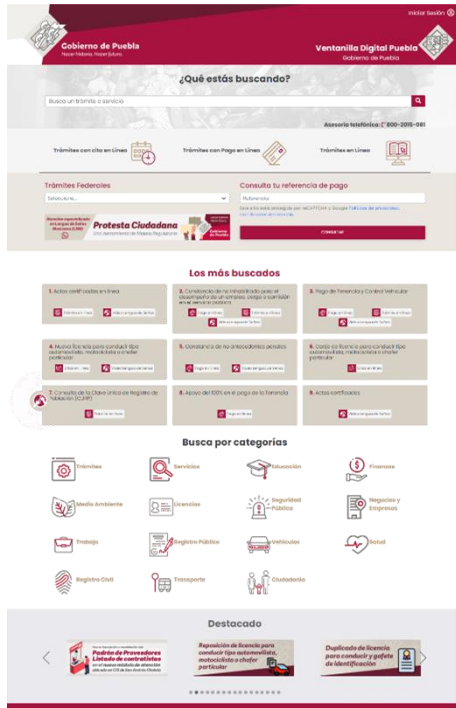 Iniciar Sesión
Gobierno de Puebla
Hacer historia. Hacer futuro.
Ventanilla Digital Puebla
Gobierno de Puebla
¿Qué estás buscando?
Busca un trámite o servicio
Asesoría telefónica:
Trámites con cita en Línea
Trámites con Pago en Línea
Trámites en Línea
Trámites Federales
Consulta tu referencia de pago
Selecciona...
Referencia
Protesta Ciudadana
CONSULTAR
Los más buscados
1. Actas certificadas en línea
2. Constancia de no inhabilitado para el
desempeño de un empleo, cargo o comisión
en el servicio público
3. Pago de Tenencia y Control Vehicular
4. Nueva licencia para conducir tipo
automovilista, motociclista o chofer
particular
5. Constancia de no antecedentes penales
6. Canje de licencia para conducir tipo
automovilista, motociclista o chofer
particular
7. Consulta de la Clave Única de Registro de
Población (CURP)
8. Apoyo del 100% en el pago de la Tenencia
9. Actas certificadas
Busca por categorías
Trámites
Servicios
Educación
Finanzas
Medio Ambiente
Licencias
Seguridad
Pública
Negocios y
Empresas
Trabajo
Registro Público
Vehículos
Salud
Registro Civil
Transporte
Ciudadanía
Destacado
Padrón de Proveedores
Listado de contratistas
Reposición de licencia para
conducir tipo automovilista,
motociclista o chofer
particular
Duplicado de licencia
para conducir y gafete
de identificación